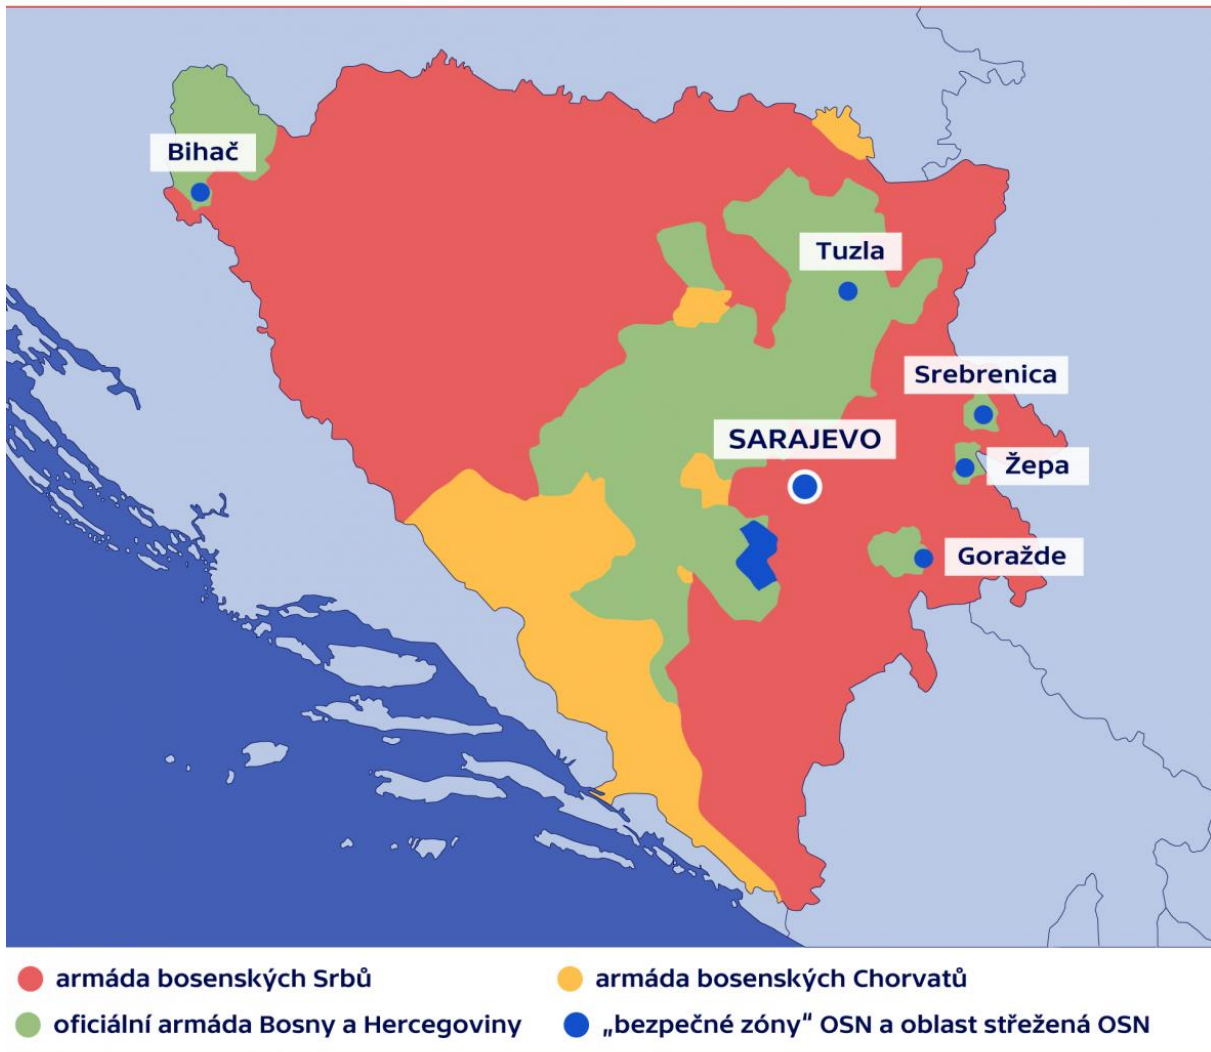 Bihač
Tuzla
Srebrenica
SARAJEVO
Žepa
Goražde
armáda bosenských Srbů
armáda bosenských Chorvatů
oficiální armáda Bosny a Hercegoviny
„bezpečné zóny“ OSN a oblast střežená OSN